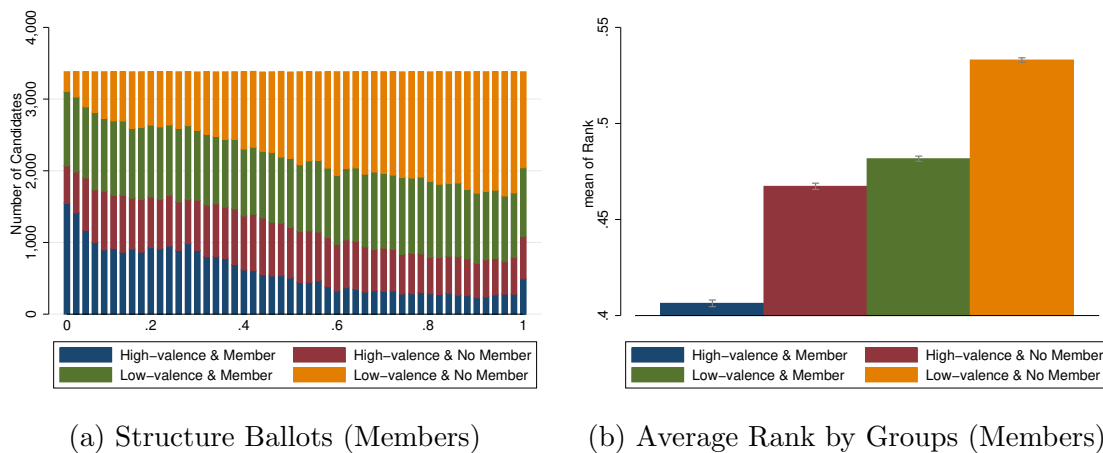 4,000
3,000
2,000
1,000
0
Number of Candidates
0 .2 .4 .6 .8 1
High−valence & Member High−valence & No Member
Low−valence & Member Low−valence & No Member
(a) Structure Ballots (Members)
.55
.5
.45
.4
mean of Rank
High−valence & Member High−valence & No Member
Low−valence & Member Low−valence & No Member
(b) Average Rank by Groups (Members)